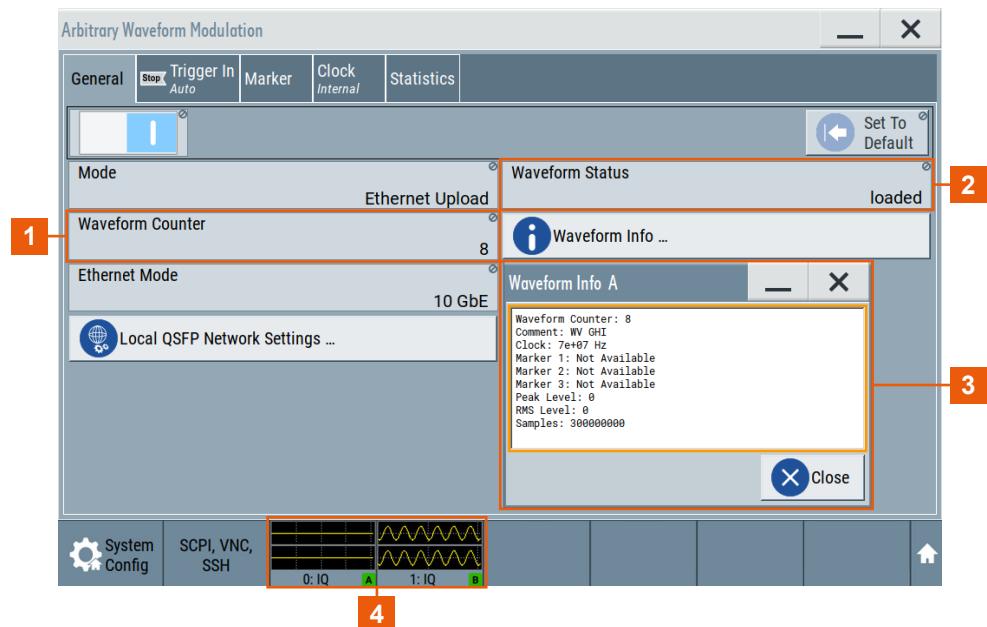 Arbitrary Waveform Modulation
General
Stop
Trigger In
Auto
Marker
Clock
Internal
Statistics
Set To
Default
Mode
Ethernet Upload
Waveform Status
loaded
2
1
Waveform Counter
8
Waveform Info ...
Ethernet Mode
10 GbE
Local QSFP Network Settings ...
Waveform Info A
Waveform Counter: 8
Comment: WV GHI
Clock: 7e+07 Hz
Marker 1: Not Available
Marker 2: Not Available
Marker 3: Not Available
Peak Level: 0
RMS Level: 0
Samples: 300000000
3
Close
System
Config
SCPI, VNC,
SSH
0: IQ
A
1: IQ
B
4